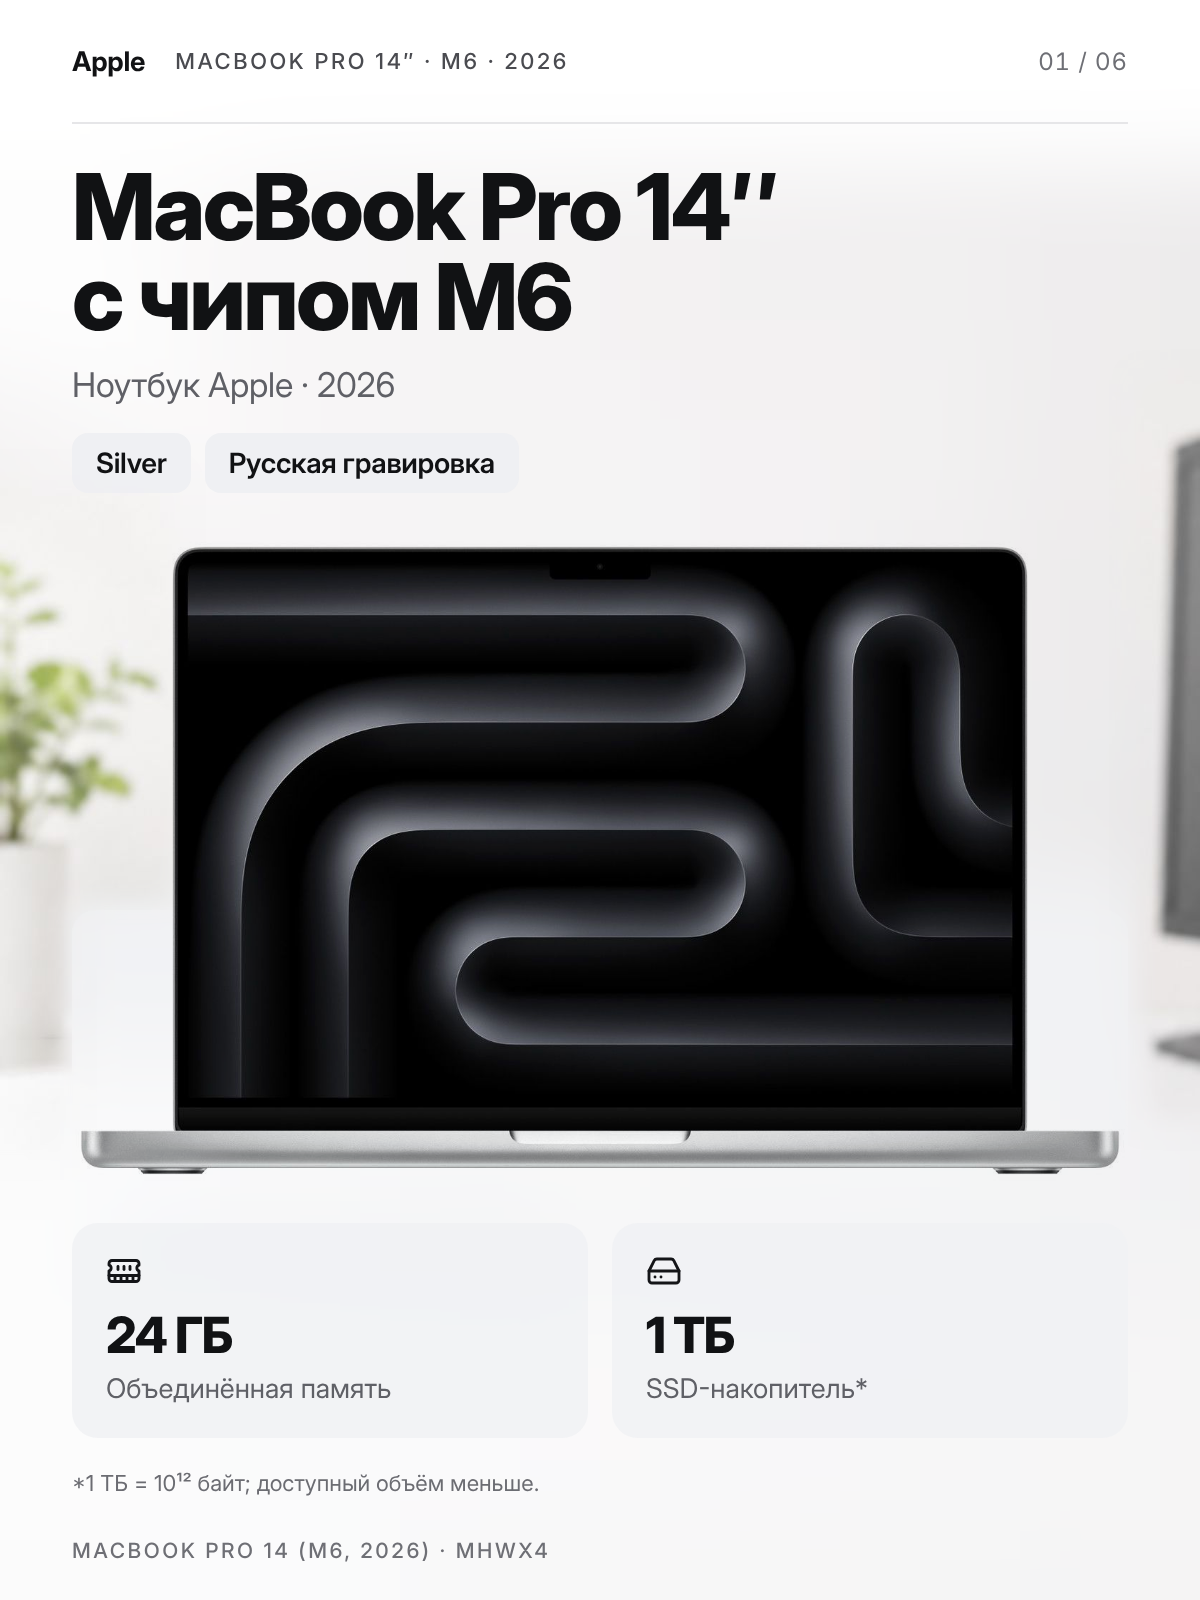 Apple MACBOOK PRO 14″ · M6 · 2026 01 / 06
MacBook Pro 14″
с чипом M6
Ноутбук Apple · 2026
Silver Русская гравировка
24 ГБ 1 ТБ
Объединённая память SSD-накопитель*
*1 ТБ = 10¹² байт; доступный объём меньше.
MACBOOK PRO 14 (M6, 2026) · MHWX4